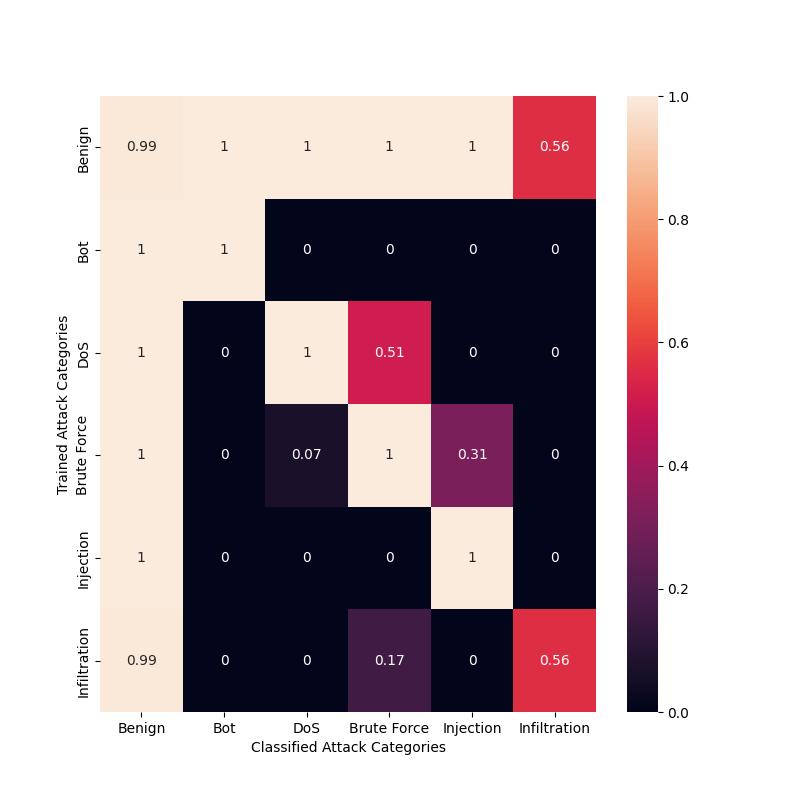 Trained Attack Categories
Benign 0.99 1 1 1 1 0.56
Bot 1 1 0 0 0 0
DoS 1 0 1 0.51 0 0
Brute Force 1 0 0.07 1 0.31 0
Injection 1 0 0 0 1 0
Infiltration 0.99 0 0 0.17 0 0.56
Benign Bot DoS Brute Force Injection Infiltration
Classified Attack Categories
1.0
0.8
0.6
0.4
0.2
0.0